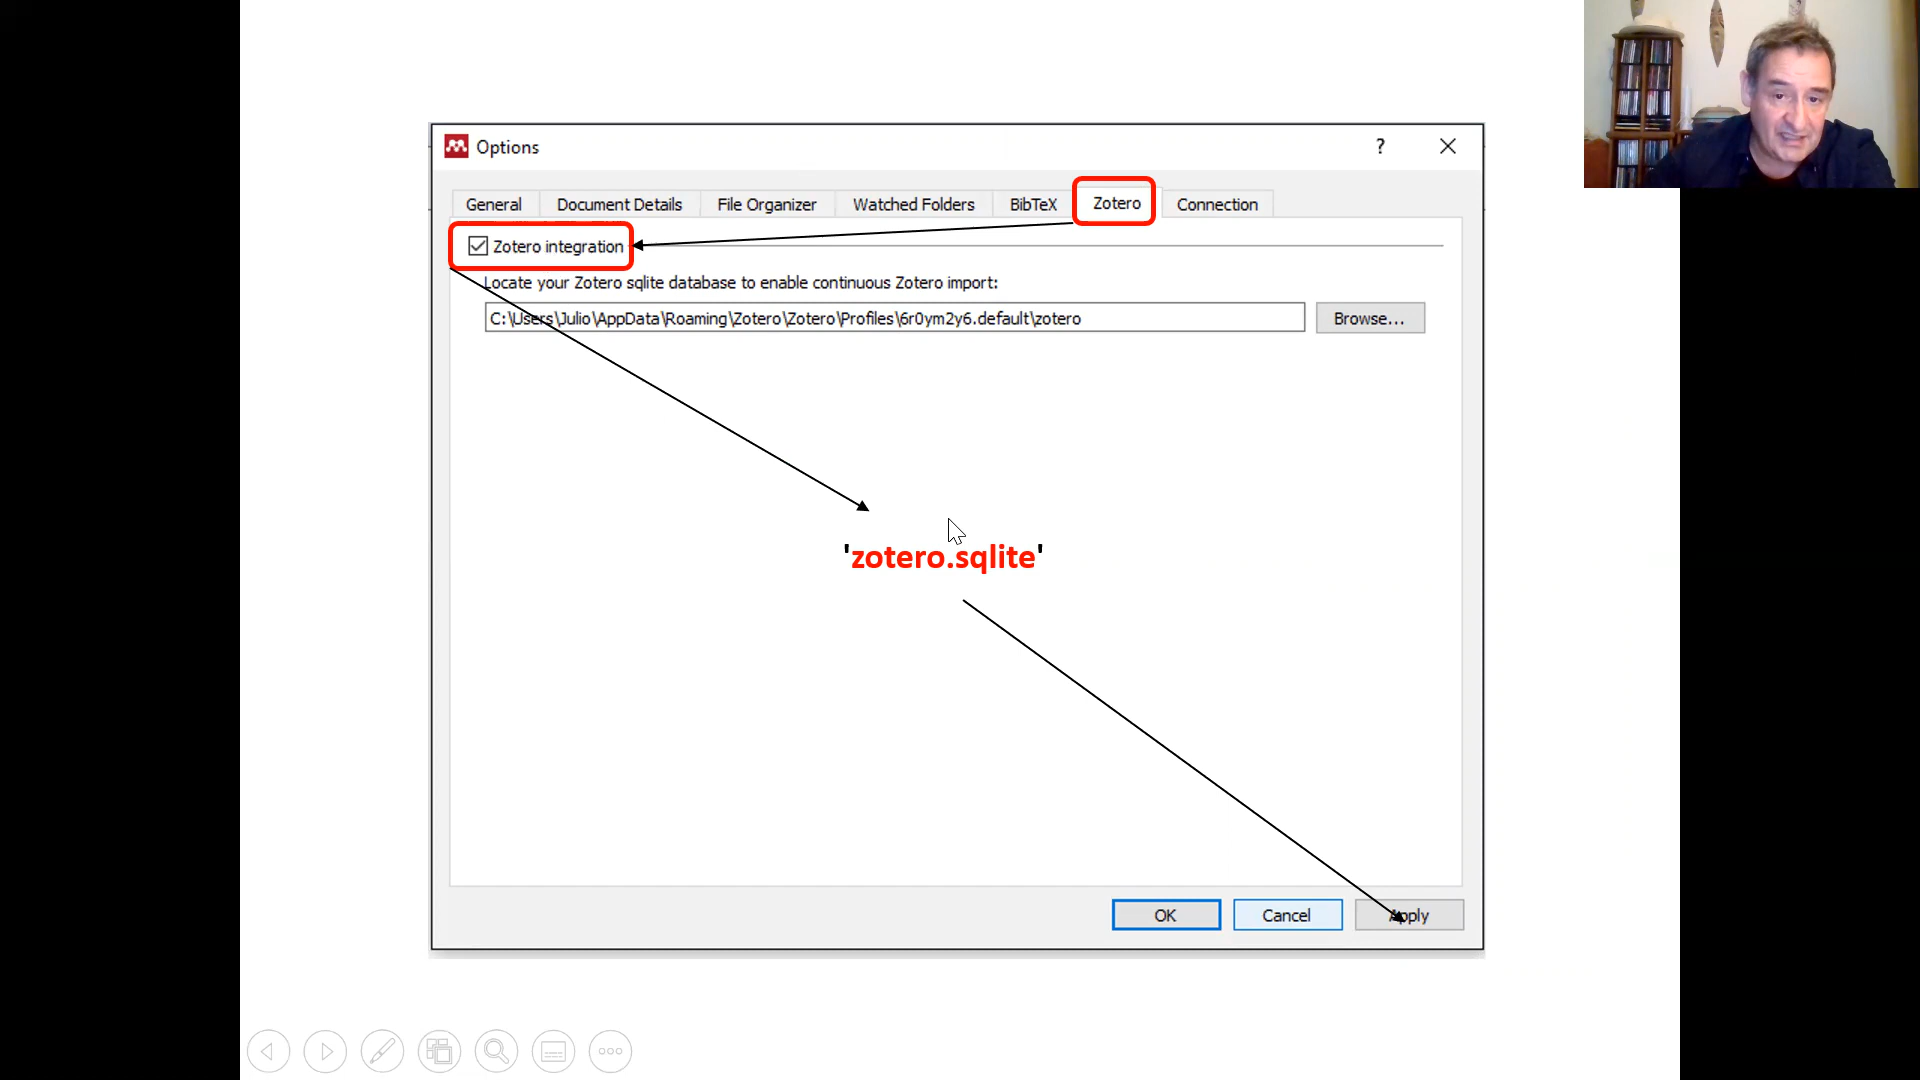 Options
?
General
Document Details
File Organizer
Watched Folders
BibTeX
Zotero
Connection
Zotero integration
Locate your Zotero sqlite database to enable continuous Zotero import:
C:\Users\Julio\AppData\Roaming\Zotero\Zotero\Profiles\6r0ym2y6.default\zotero
Browse...
'zotero.sqlite'
OK
Cancel
Apply